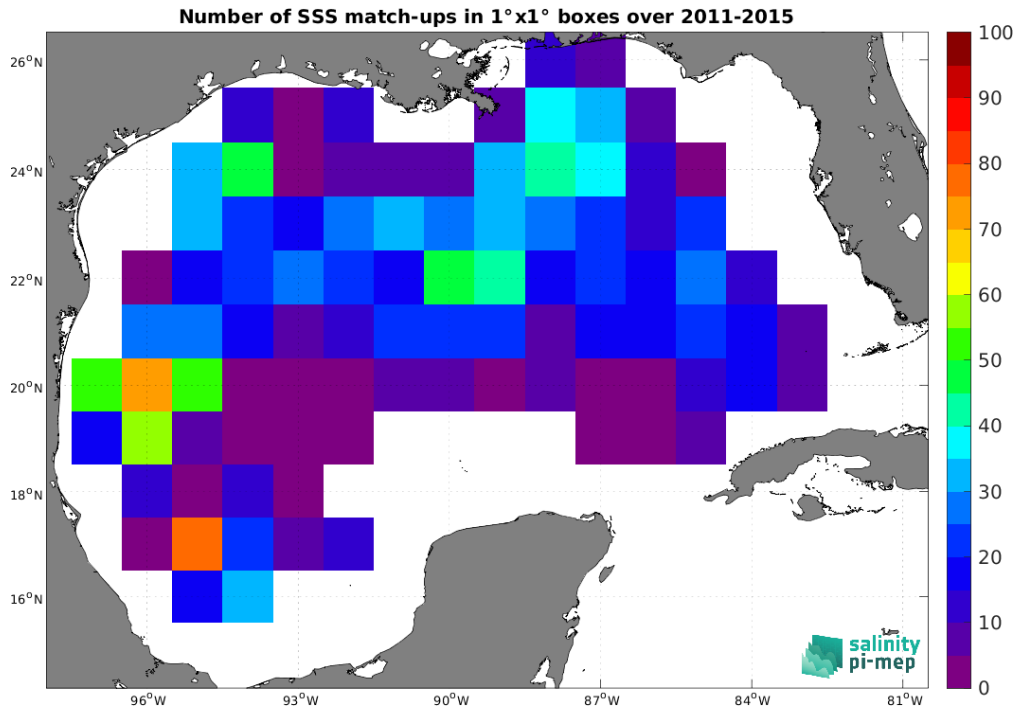 Number of SSS match-ups in 1°x1° boxes over 2011-2015
26°N
24°N
22°N
20°N
18°N
16°N
96°W
93°W
90°W
87°W
84°W
81°W
100
90
80
70
60
50
40
30
20
10
0
salinity
pi-mep